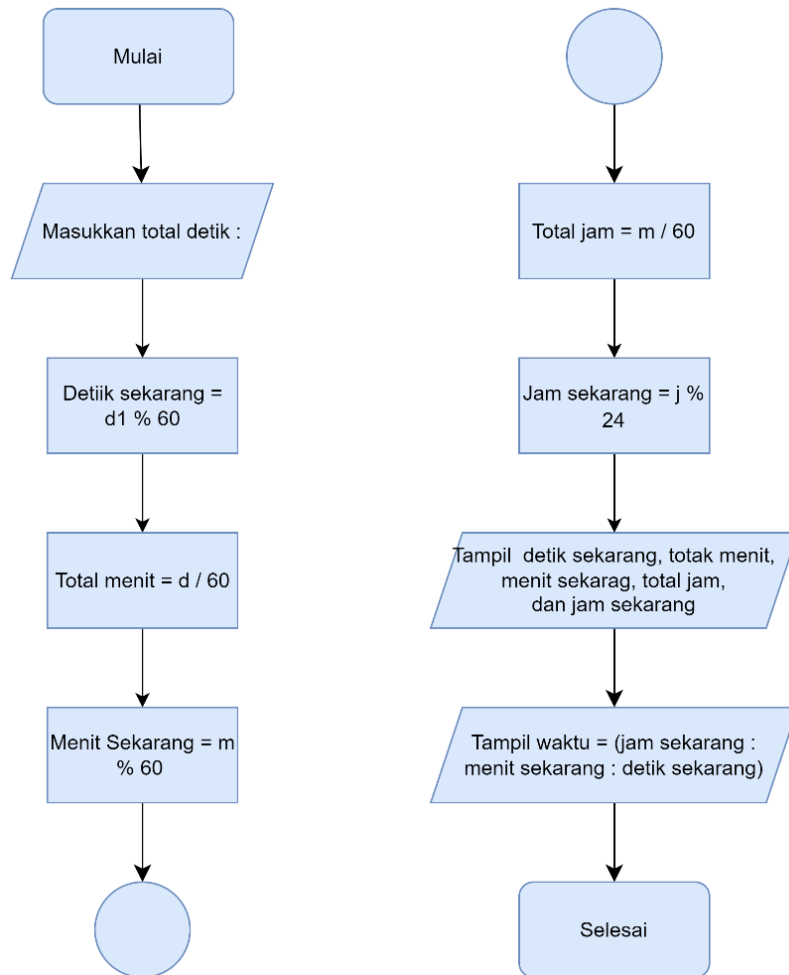 Mulai
Masukkan total detik :
Detiik sekarang =
d1 % 60
Total menit = d / 60
Menit Sekarang = m
% 60
Total jam = m / 60
Jam sekarang = j %
24
Tampil  detik sekarang, totak menit,
menit sekarag, total jam,
dan jam sekarang
Tampil waktu = (jam sekarang :
menit sekarang : detik sekarang)
Selesai